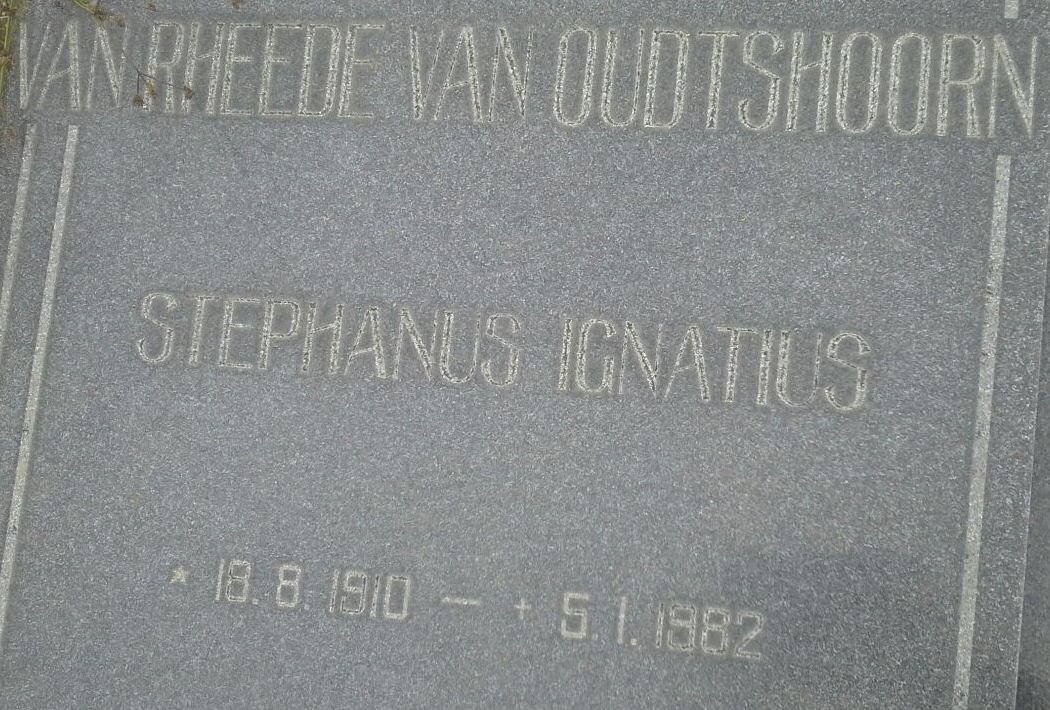 VAN RHEEDE VAN OUDTSHOORN
STEPHANUS IGNATIUS
* 18.8.1910 — + 5.1.1982